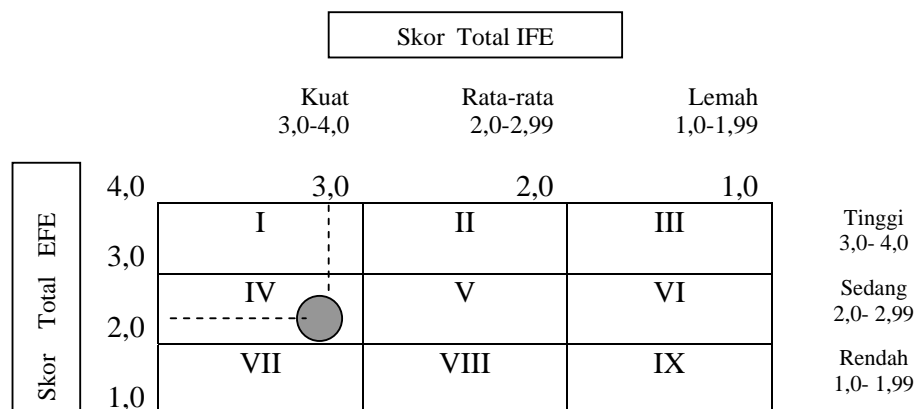 Skor Total IFE
Kuat Rata-rata Lemah
3,0-4,0 2,0-2,99 1,0-1,99
4,0 3,0 2,0 1,0
I II III
Tinggi
3,0- 4,0
3,0
IV V VI
Sedang
2,0- 2,99
2,0
VII VIII IX
Rendah
1,0- 1,99
1,0
Skor Total EFE